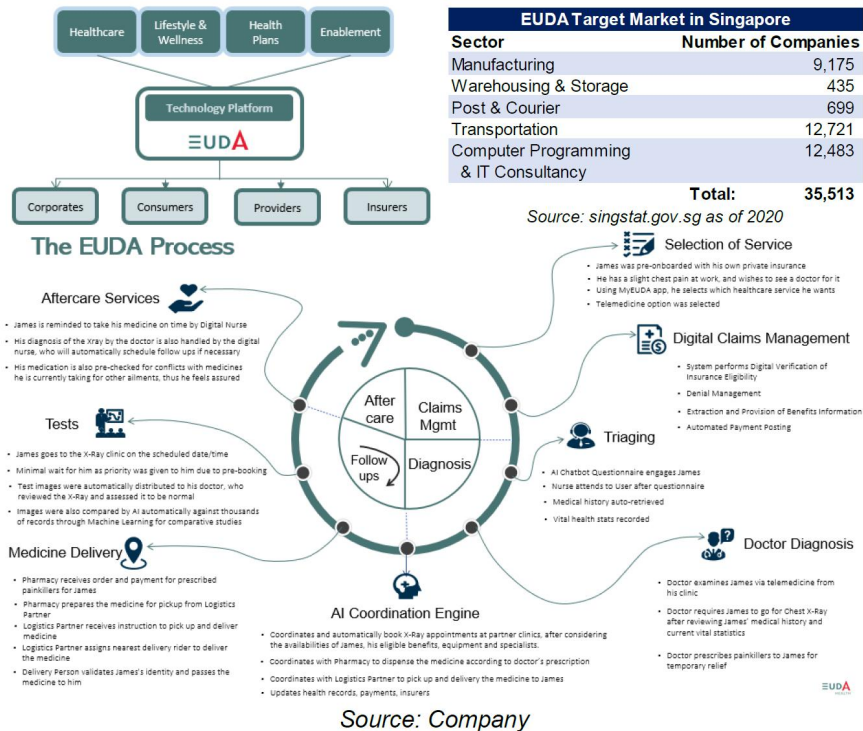 Healthcare
Lifestyle &
Wellness
Health
Plans
Enablement
Technology Platform
EUDA
Corporates
Consumers
Providers
Insurers
EUDA Target Market in Singapore
Sector Number of Companies
Manufacturing 9,175
Warehousing & Storage 435
Post & Courier 699
Transportation 12,721
Computer Programming 12,483
& IT Consultancy
Total: 35,513
Source: singstat.gov.sg as of 2020
The EUDA Process
Selection of Service
• James was pre-onboarded with his own private insurance
• He has a slight chest pain at work, and wishes to see a doctor for it
• Using MyEUDA app, he selects which healthcare service he wants
• Telemedicine option was selected
Digital Claims Management
• System performs Digital Verification of
Insurance Eligibility
• Denial Management
• Extraction and Provision of Benefits Information
• Automated Payment Posting
Triaging
• AI Chatbot Questionnaire engages James
• Nurse attends to User after questionnaire
• Medical history auto-retrieved
• Vital health stats recorded
Doctor Diagnosis
• Doctor examines James via telemedicine from
his clinic
• Doctor requires James to go for Chest X-Ray
after reviewing James' medical history and
current vital statistics
• Doctor prescribes painkillers to James for
temporary relief
AI Coordination Engine
• Coordinates and automatically book X-Ray appointments at partner clinics, after considering
the availabilities of James, his eligible benefits, equipment and specialists.
• Coordinates with Pharmacy to dispense the medicine according to doctor's prescription
• Coordinates with Logistics Partner to pick up and delivery the medicine to James
• Updates health records, payments, insurers
Medicine Delivery
• Pharmacy receives order and payment for prescribed
painkillers for James
• Pharmacy prepares the medicine for pickup from Logistics
Partner
• Logistics Partner receives instruction to pick up and deliver
medicine
• Logistics Partner assigns nearest delivery rider to deliver
the medicine
• Delivery Person validates James's identity and passes the
medicine to him
Tests
• James goes to the X-Ray clinic on the scheduled date/time
• Minimal wait for him as priority was given to him due to pre-booking
• Test images were automatically distributed to his doctor, who
reviewed the X-Ray and assessed it to be normal
• Images were also compared by AI automatically against thousands
of records through Machine Learning for comparative studies
Aftercare Services
• James is reminded to take his medicine on time by Digital Nurse
• His diagnosis of the Xray by the doctor is also handled by the digital
nurse, who will automatically schedule follow ups if necessary
• His medication is also pre-checked for conflicts with medicines
he is currently taking for other ailments, thus he feels assured
After
care
Claims
Mgmt
Follow
ups
Diagnosis
EUDA
Source: Company